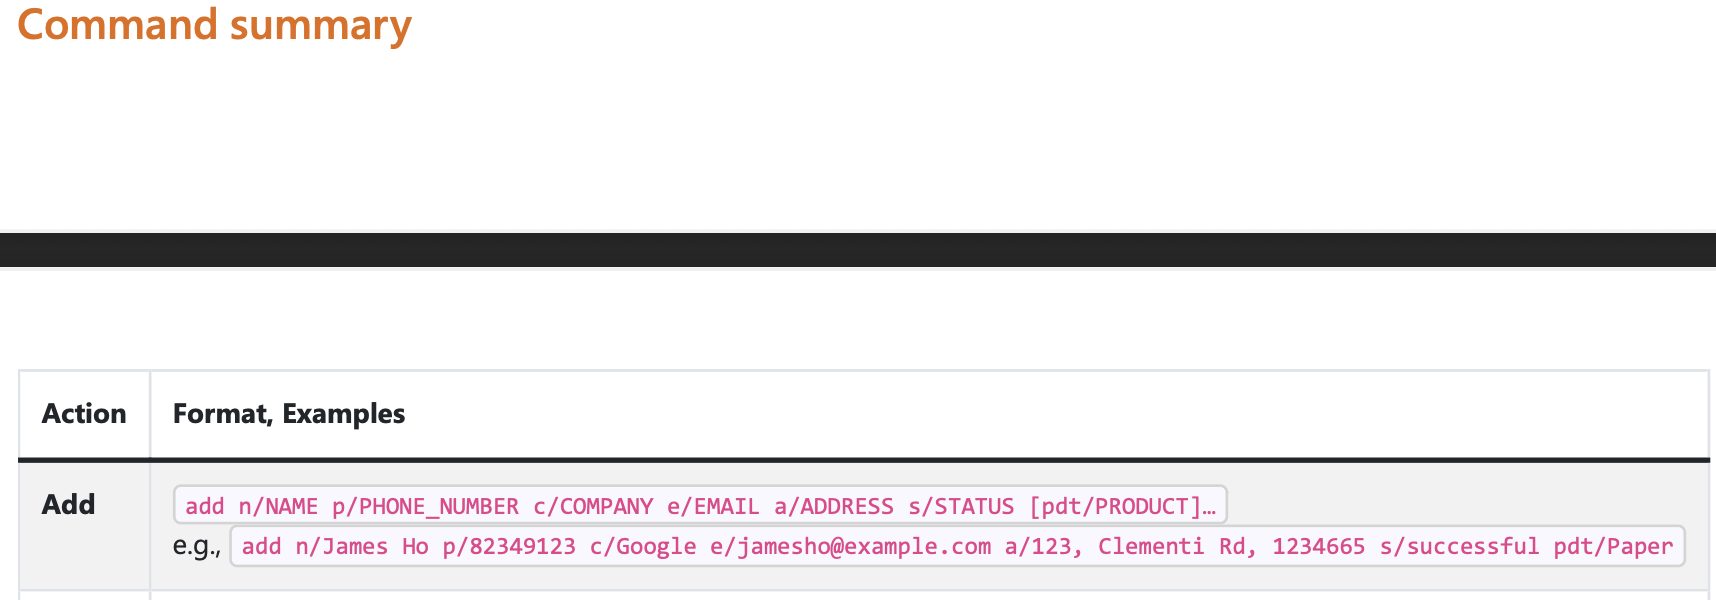 Command summary
Action Format, Examples
Add add n/NAME p/PHONE_NUMBER c/COMPANY e/EMAIL a/ADDRESS s/STATUS [pdt/PRODUCT]…
e.g., add n/James Ho p/82349123 c/Google e/jamesho@example.com a/123, Clementi Rd, 1234665 s/successful pdt/Paper